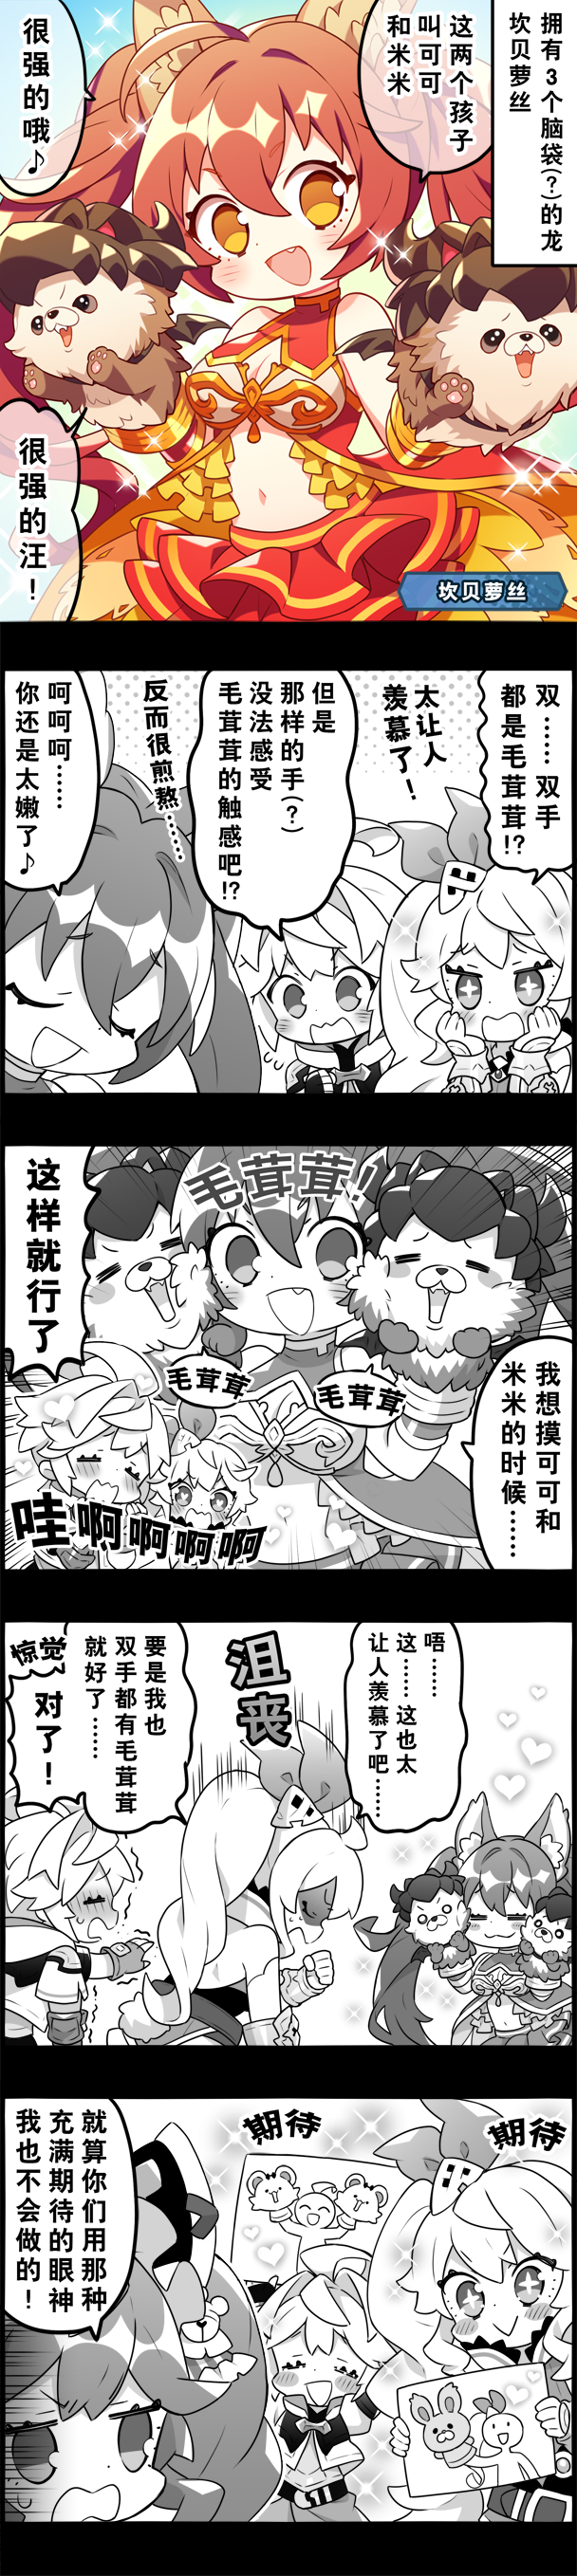 拥有3个脑袋(?)的龙
坎贝萝丝
这两个孩子
叫可可
和米米
很强的哦♪
很强的汪！
坎贝萝丝
双……双手
都是毛茸茸!?
太让人
羡慕了！
但是
那样的手(?)
没法感受
毛茸茸的触感吧!?
反而很煎熬……
呵呵呵……
你还是太嫩了♪
我想摸可可和
米米的时候……
毛茸茸！
毛茸茸
毛茸茸
这样就行了
哇啊啊啊啊
唔……
这……这也太
让人羡慕了吧……
沮丧
要是我也
双手都有毛茸茸
就好了……
惊觉
对了！
期待
期待
就算你们用那种
充满期待的眼神
我也不会做的！